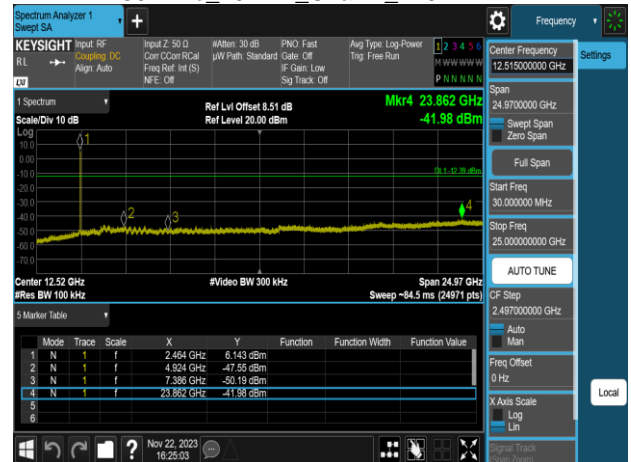 Spectrum Analyzer 1
Swept SA
Frequency
KEYSIGHT
RL
Input: RF
Coupling: DC
Align: Auto
Input Z: 50 Ω
Corr CCorr RCal
Freq Ref: Int (S)
NFE: Off
#Atten: 30 dB
µW Path: Standard
PNO: Fast
Gate: Off
IF Gain: Low
Sig Track: Off
Avg Type: Log-Power
Trig: Free Run
1 2 3 4 5 6
M W W W W W
P N N N N N
Center Frequency
12.515000000 GHz
Settings
Span
24.9700000 GHz
Swept Span
Zero Span
Full Span
Start Freq
30.000000 MHz
Stop Freq
25.000000000 GHz
AUTO TUNE
CF Step
2.497000000 GHz
Auto
Man
Freq Offset
0 Hz
X Axis Scale
Log
Lin
Signal Track
(Span Zoom)
Local
1 Spectrum
Scale/Div 10 dB
Ref Lvl Offset 8.51 dB
Ref Level 20.00 dBm
Mkr4 23.862 GHz
-41.98 dBm
Log
10.0
0.00
-10.0
-20.0
-30.0
-40.0
-50.0
-60.0
-70.0
1
2
3
4
DL1 -12.39 dBm
Center 12.52 GHz
#Video BW 300 kHz
Span 24.97 GHz
#Res BW 100 kHz
Sweep ~84.5 ms (24971 pts)
5 Marker Table
Mode Trace Scale X Y Function Function Width Function Value
1 N 1 f 2.464 GHz 6.143 dBm
2 N 1 f 4.924 GHz -47.55 dBm
3 N 1 f 7.386 GHz -50.19 dBm
4 N 1 f 23.862 GHz -41.98 dBm
5
6
?
Nov 22, 2023
16:25:03